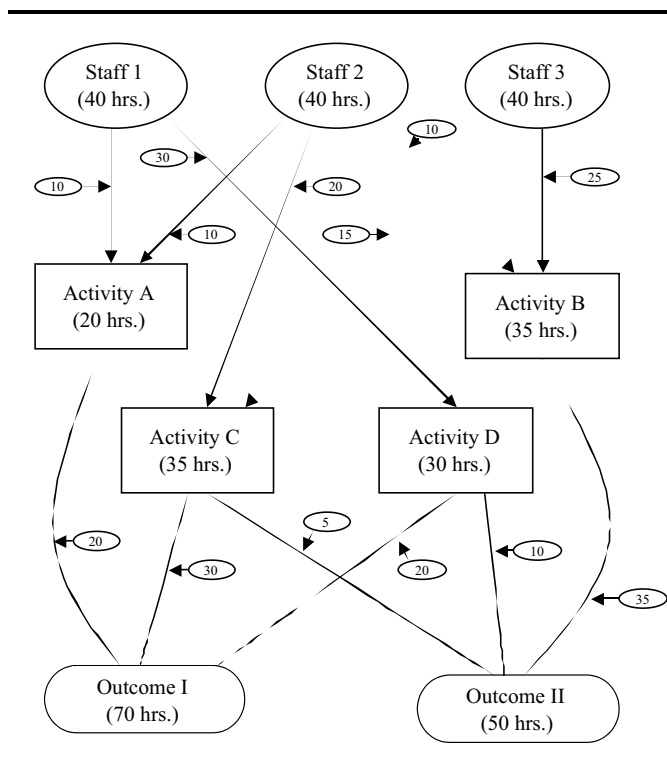 Staff 1
(40 hrs.)
Staff 2
(40 hrs.)
Staff 3
(40 hrs.)
10
30
10
20
25
10
15
Activity A
(20 hrs.)
Activity B
(35 hrs.)
Activity C
(35 hrs.)
Activity D
(30 hrs.)
5
20
30
20
10
35
Outcome I
(70 hrs.)
Outcome II
(50 hrs.)